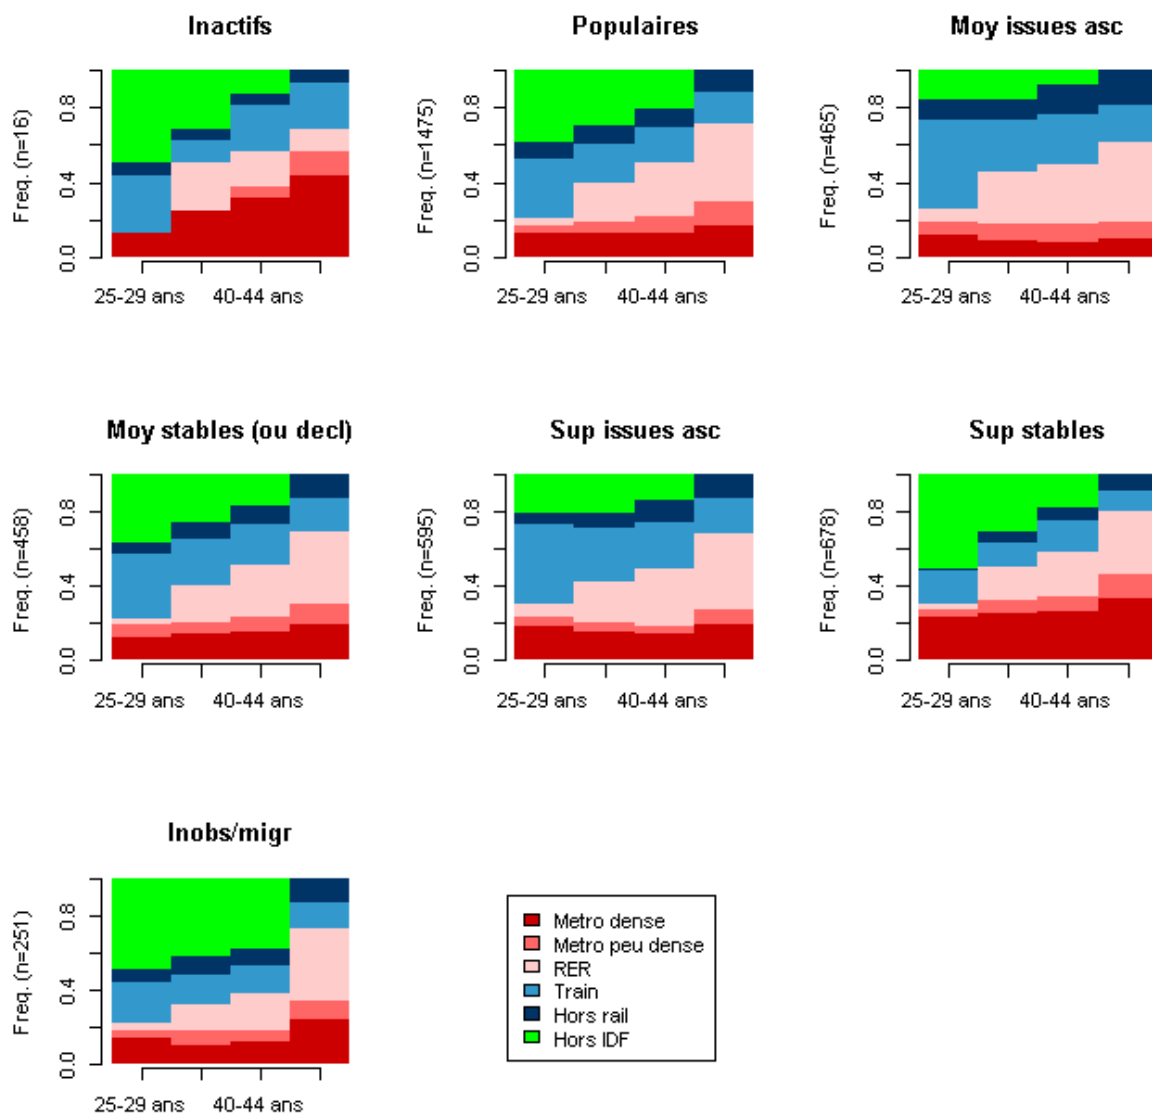 Inactifs
Populaires
Moy issues asc
Freq. (n=16)
0.0
0.4
0.8
25-29 ans
40-44 ans
Freq. (n=1475)
0.0
0.4
0.8
25-29 ans
40-44 ans
Freq. (n=465)
0.0
0.4
0.8
25-29 ans
40-44 ans
Moy stables (ou decl)
Sup issues asc
Sup stables
Freq. (n=458)
0.0
0.4
0.8
25-29 ans
40-44 ans
Freq. (n=595)
0.0
0.4
0.8
25-29 ans
40-44 ans
Freq. (n=678)
0.0
0.4
0.8
25-29 ans
40-44 ans
Inobs/migr
Freq. (n=251)
0.0
0.4
0.8
25-29 ans
40-44 ans
Metro dense
Metro peu dense
RER
Train
Hors rail
Hors IDF